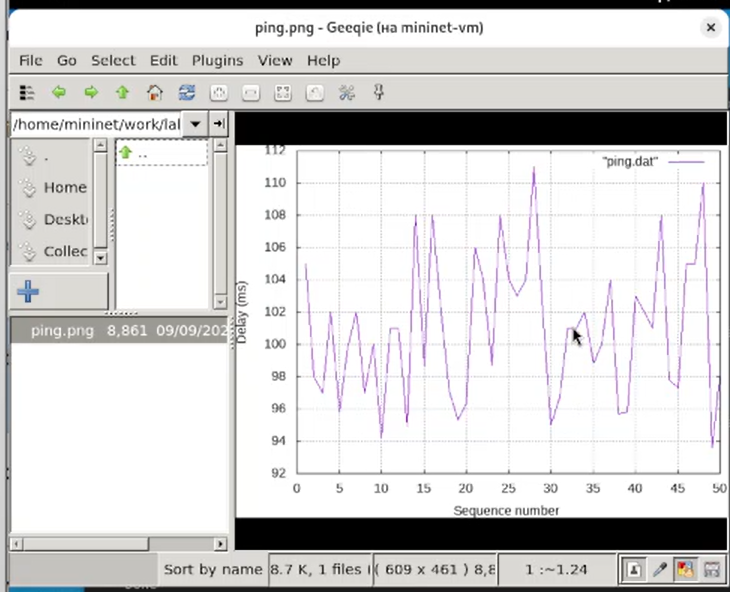 ping.png - Geeqie (на mininet-vm)
File Go Select Edit Plugins View Help
/home/mininet/work/lal
.
..
Home
Deskt
Collec
ping.png 8,861 09/09/202
112
110
108
106
104
102
100
98
96
94
92
Delay (ms)
"ping.dat"
0 5 10 15 20 25 30 35 40 45 50
Sequence number
Sort by name 8.7 K, 1 files ( 609 x 461 ) 8,8 1 :~1.24